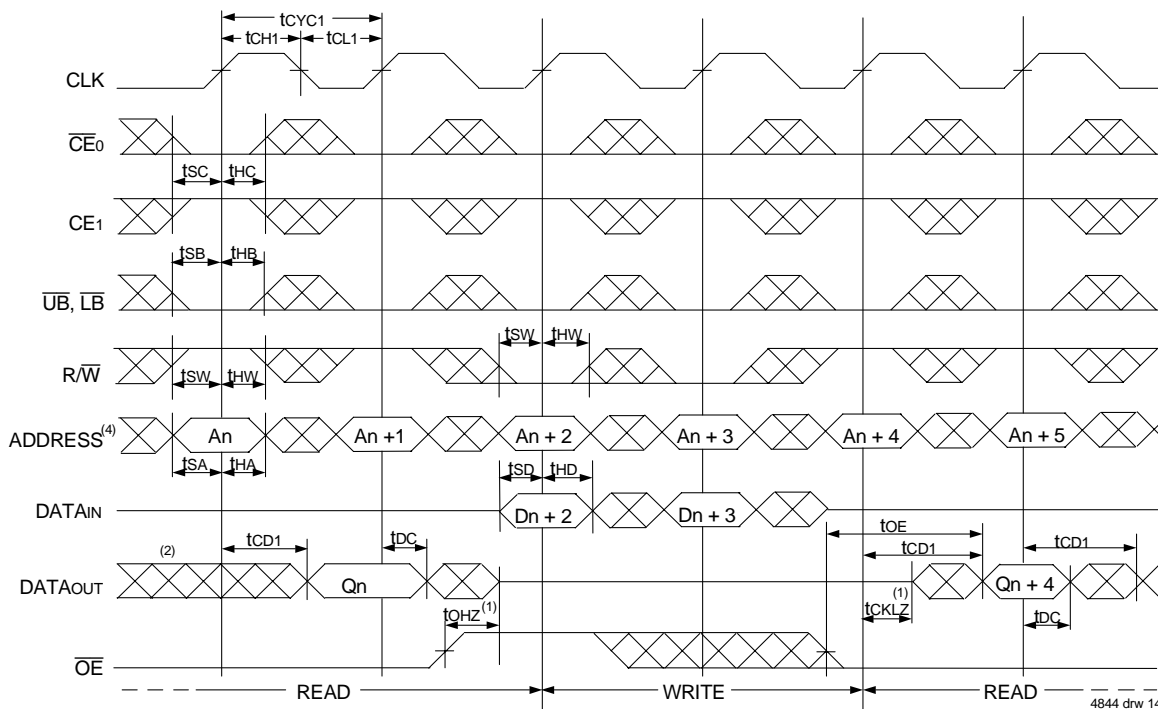 tCYC1
tCH1 tCL1
CLK
CE0
tSC tHC
CE1
tSB tHB
UB, LB
tSW tHW
R/W
tSW tHW
ADDRESS(4) An An +1 An + 2 An + 3 An + 4 An + 5
tSA tHA
tSD tHD
DATAIN Dn + 2 Dn + 3
tOE
tCD1 tDC tCD1 tCD1
(2)
DATAOUT Qn Qn + 4
tOHZ(1) tCKLZ(1) tDC
OE
READ WRITE READ
4844 drw 14